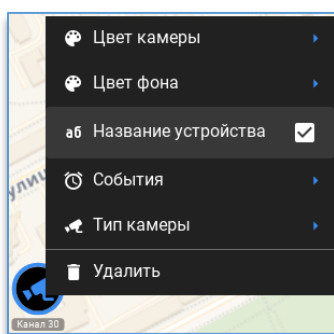 Цвет камеры
Цвет фона
аб Название устройства
События
Тип камеры
Удалить
Канал 30